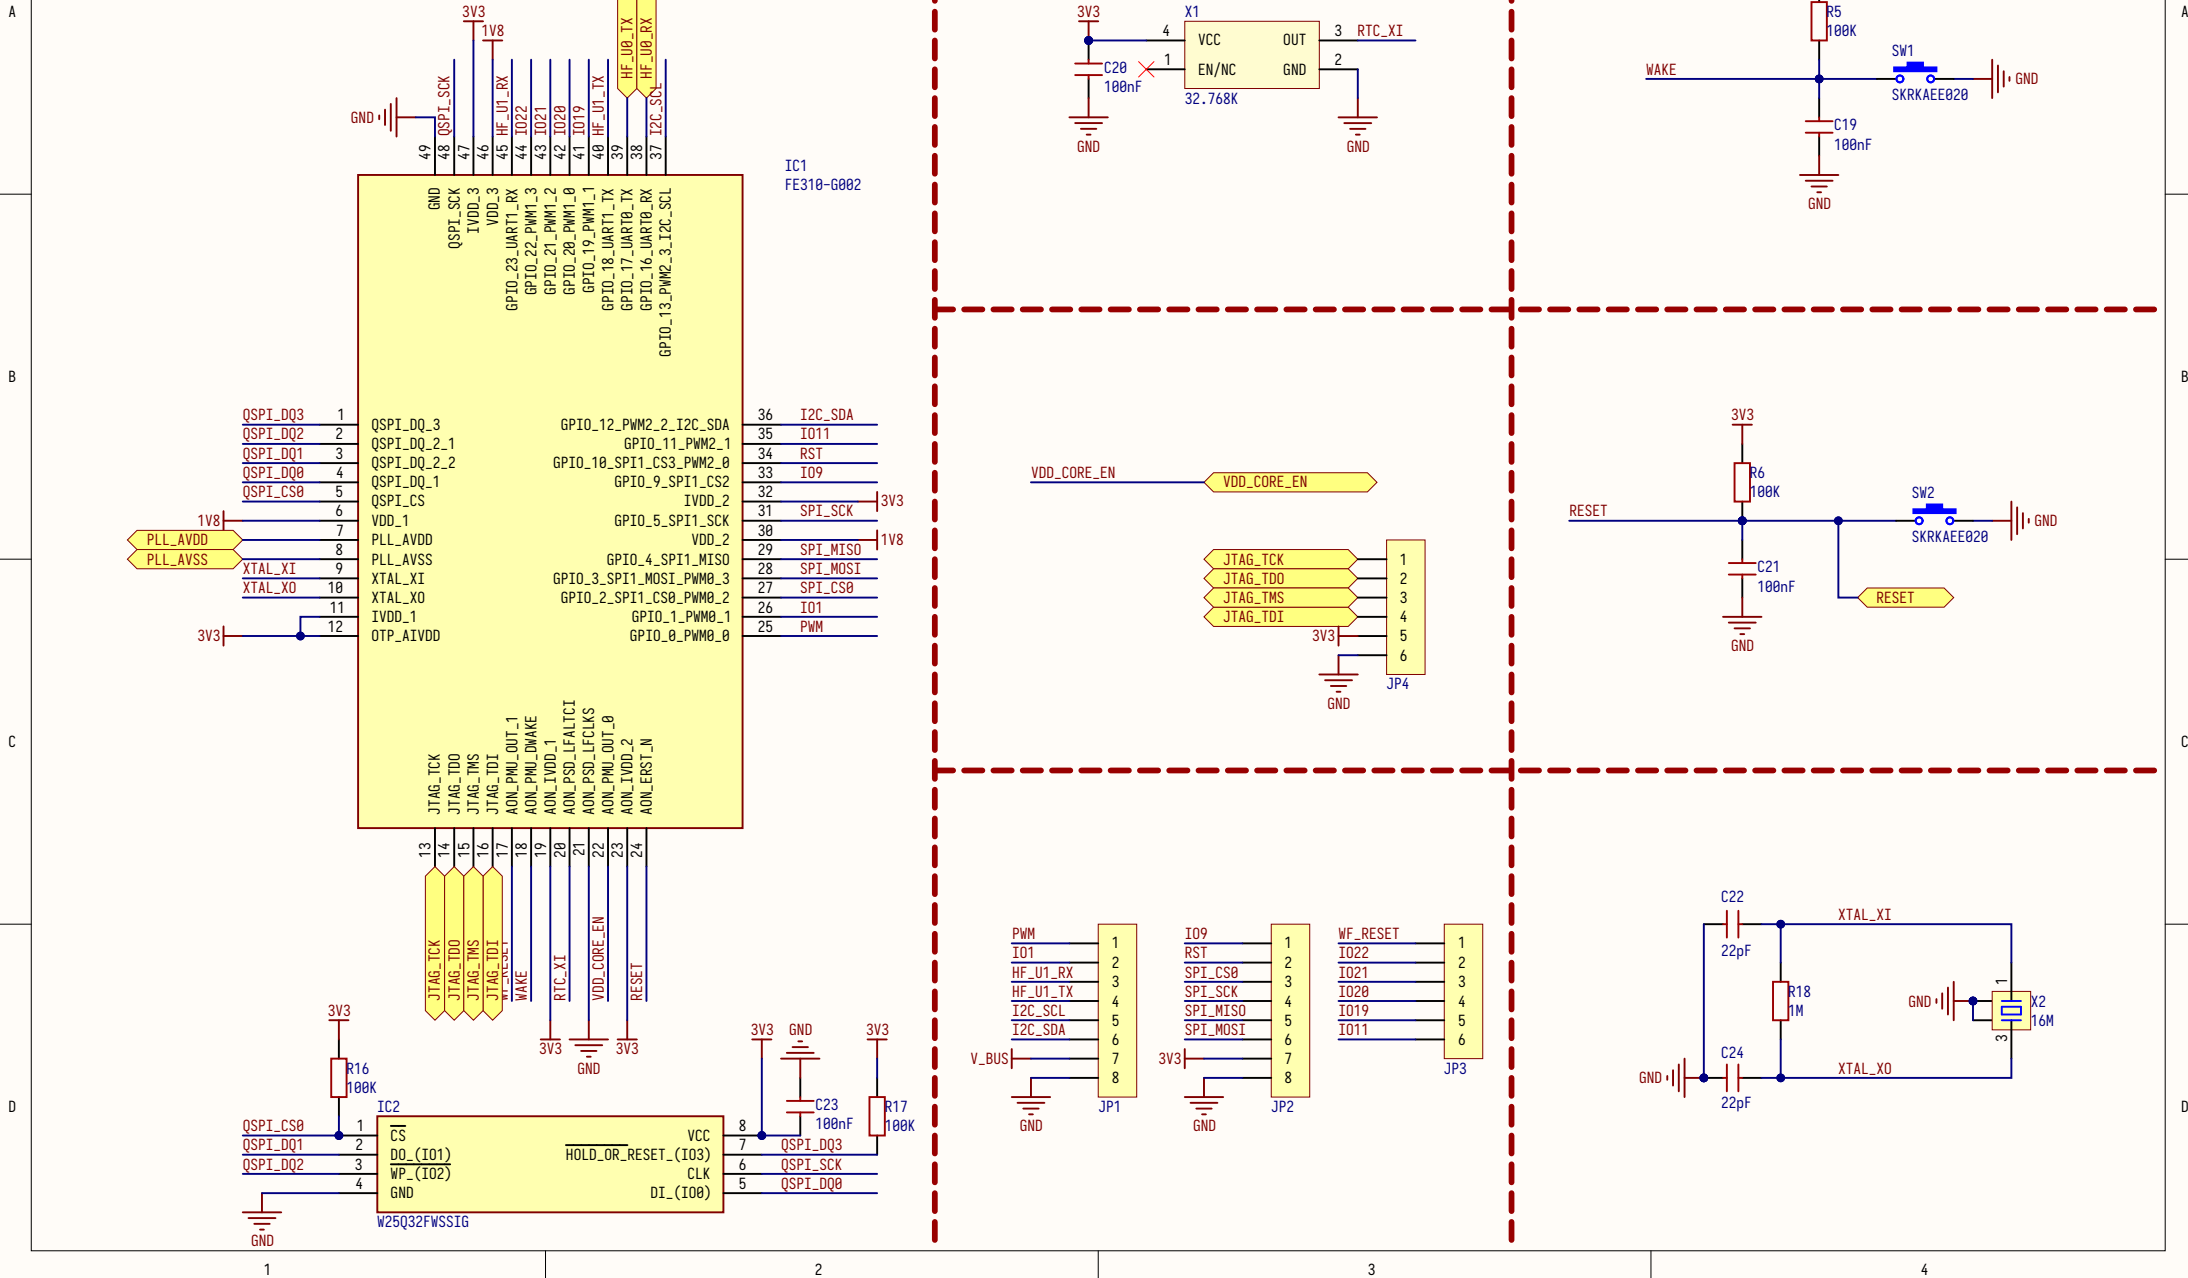 A
3V3
1V8
GND
QSPI_SCK
HF_U1_RX
IO22
IO21
IO20
IO19
HF_U1_TX
HF_U0_TX
HF_U0_RX
I2C_SCL
49
48
47
46
45
44
43
42
41
40
39
38
37
GND
QSPI_SCK
IVDD_3
VDD_3
GPIO_23_UART1_RX
GPIO_22_PWM1_3
GPIO_21_PWM1_2
GPIO_20_PWM1_0
GPIO_19_PWM1_1
GPIO_18_UART1_TX
GPIO_17_UART0_TX
GPIO_16_UART0_RX
GPIO_13_PWM2_3_I2C_SCL
IC1
FE310-G002
B
QSPI_DQ3 1 QSPI_DQ_3
QSPI_DQ2 2 QSPI_DQ_2_1
QSPI_DQ1 3 QSPI_DQ_2_2
QSPI_DQ0 4 QSPI_DQ_1
QSPI_CS0 5 QSPI_CS
1V8 6 VDD_1
PLL_AVDD 7 PLL_AVDD
PLL_AVSS 8 PLL_AVSS
XTAL_XI 9 XTAL_XI
XTAL_XO 10 XTAL_XO
11 IVDD_1
3V3 12 OTP_AIVDD
GPIO_12_PWM2_2_I2C_SDA 36 I2C_SDA
GPIO_11_PWM2_1 35 IO11
GPIO_10_SPI1_CS3_PWM2_0 34 RST
GPIO_9_SPI1_CS2 33 IO9
IVDD_2 32 3V3
GPIO_5_SPI1_SCK 31 SPI_SCK
VDD_2 30 1V8
GPIO_4_SPI1_MISO 29 SPI_MISO
GPIO_3_SPI1_MOSI_PWM0_3 28 SPI_MOSI
GPIO_2_SPI1_CS0_PWM0_2 27 SPI_CS0
GPIO_1_PWM0_1 26 IO1
GPIO_0_PWM0_0 25 PWM
C
JTAG_TCK
JTAG_TDO
JTAG_TMS
JTAG_TDI
AON_PMU_OUT_1
AON_PMU_DWAKE
AON_IVDD_1
AON_PSD_LFALTCI
AON_PSD_LFCLKS
AON_PMU_OUT_0
AON_IVDD_2
AON_ERST_N
13
14
15
16
17
18
19
20
21
22
23
24
JTAG_TCK
JTAG_TDO
JTAG_TMS
JTAG_TDI
WF_RESET
WAKE
RTC_XI
VDD_CORE_EN
RESET
3V3
GND
3V3
D
3V3
R16
100K
IC2
QSPI_CS0 1 CS
QSPI_DQ1 2 DO_(IO1)
QSPI_DQ2 3 WP_(IO2)
4 GND
GND
VCC 8
HOLD_OR_RESET_(IO3) 7 QSPI_DQ3
CLK 6 QSPI_SCK
DI_(IO0) 5 QSPI_DQ0
W25Q32FWSSIG
3V3
GND
3V3
C23
100nF
R17
100K
3V3
C20
100nF
GND
X1
4 VCC
1 EN/NC
OUT 3 RTC_XI
GND 2
32.768K
GND
VDD_CORE_EN
VDD_CORE_EN
JTAG_TCK 1
JTAG_TDO 2
JTAG_TMS 3
JTAG_TDI 4
3V3 5
6
GND
JP4
PWM 1
IO1 2
HF_U1_RX 3
HF_U1_TX 4
I2C_SCL 5
I2C_SDA 6
V_BUS 7
8
GND
JP1
IO9 1
RST 2
SPI_CS0 3
SPI_SCK 4
SPI_MISO 5
SPI_MOSI 6
3V3 7
8
GND
JP2
WF_RESET 1
IO22 2
IO21 3
IO20 4
IO19 5
IO11 6
JP3
R5
100K
WAKE
SW1
SKRKAEE020
GND
C19
100nF
GND
A
B
3V3
R6
100K
RESET
SW2
SKRKAEE020
GND
C21
100nF
GND
RESET
C
C22
22pF
XTAL_XI
R18
1M
GND
1
X2
16M
3
C24
GND
22pF
XTAL_XO
D
1
2
3
4